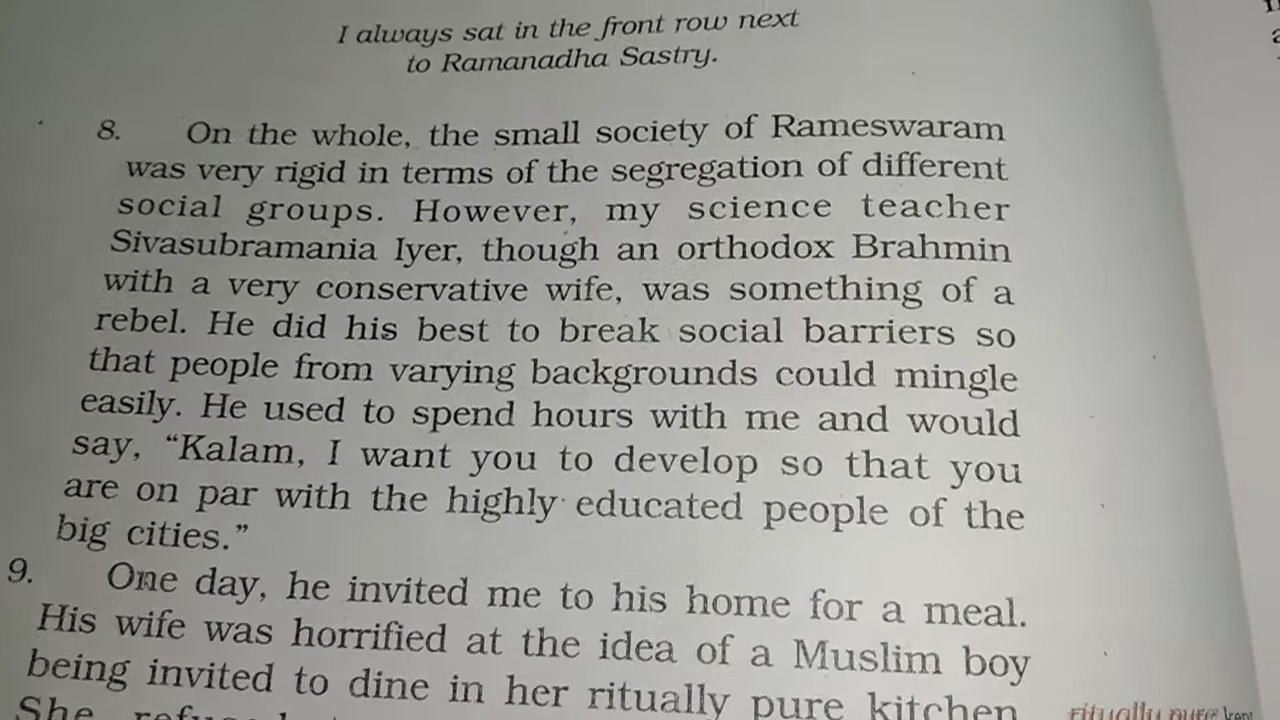 I always sat in the front row next
to Ramanadha Sastry.
8. On the whole, the small society of Rameswaram
was very rigid in terms of the segregation of different
social groups. However, my science teacher
Sivasubramania Iyer, though an orthodox Brahmin
with a very conservative wife, was something of a
rebel. He did his best to break social barriers so
that people from varying backgrounds could mingle
easily. He used to spend hours with me and would
say, “Kalam, I want you to develop so that you
are on par with the highly educated people of the
big cities.”
9. One day, he invited me to his home for a meal.
His wife was horrified at the idea of a Muslim boy
being invited to dine in her ritually pure kitchen
She
ritually pure: kept